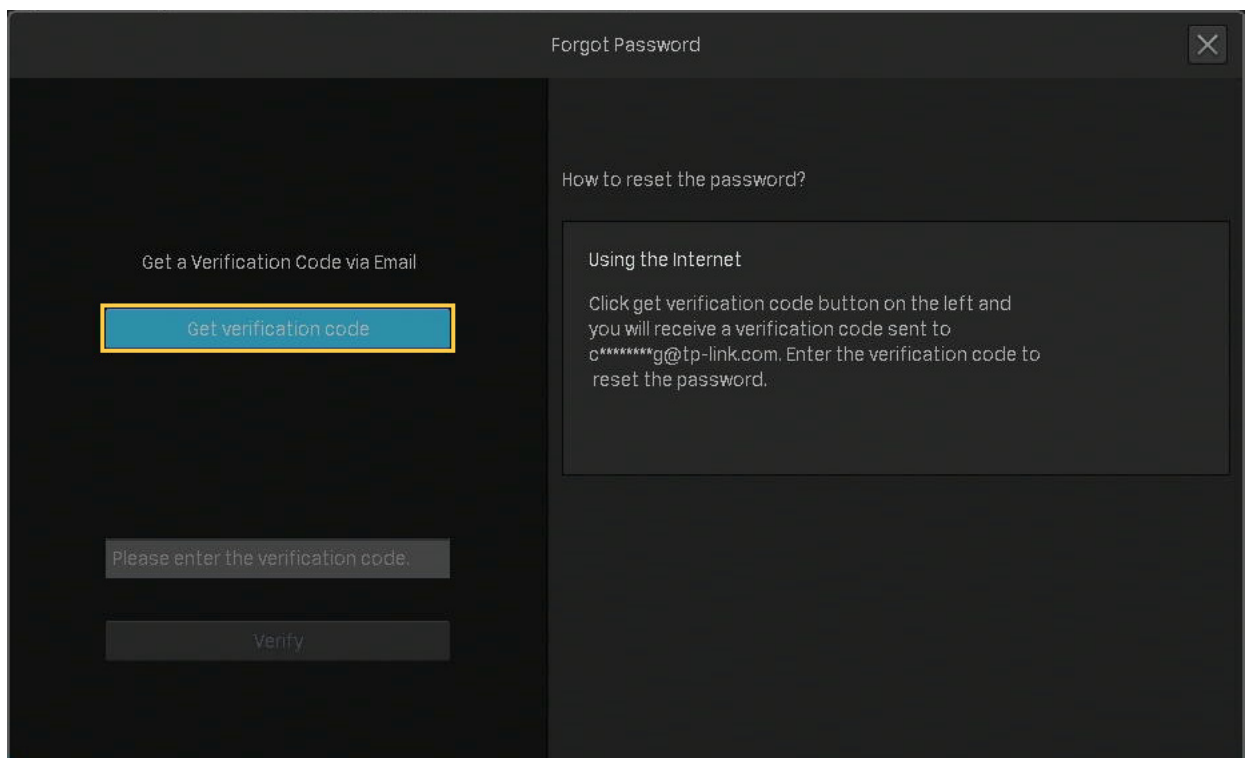 Forgot Password
Get a Verification Code via Email
Get verification code
Please enter the verification code.
Verify
How to reset the password?
Using the Internet
Click get verification code button on the left and
you will receive a verification code sent to
c********g@tp-link.com. Enter the verification code to
reset the password.